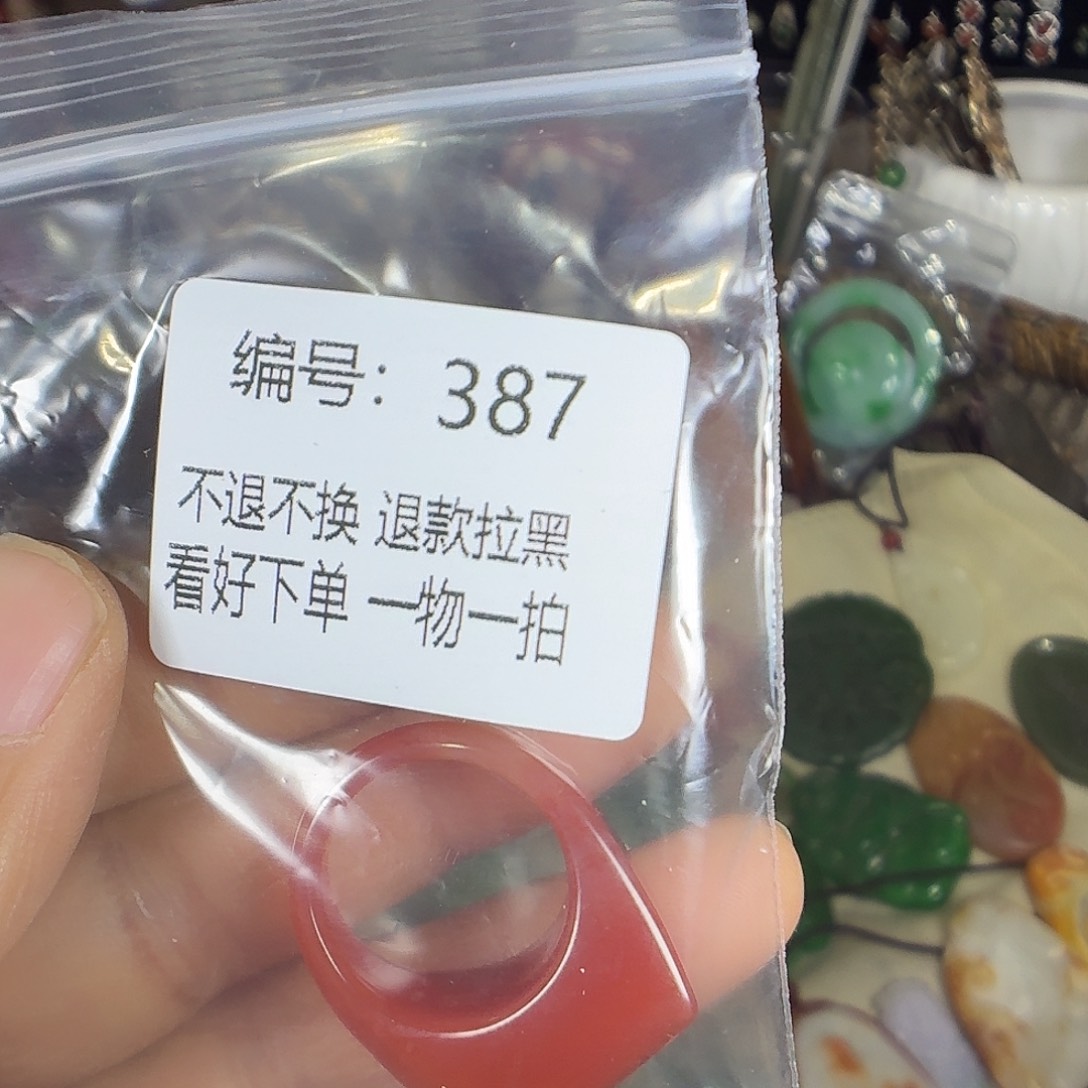 编号：387
不退不换 退款拉黑
看好下单 一物一拍